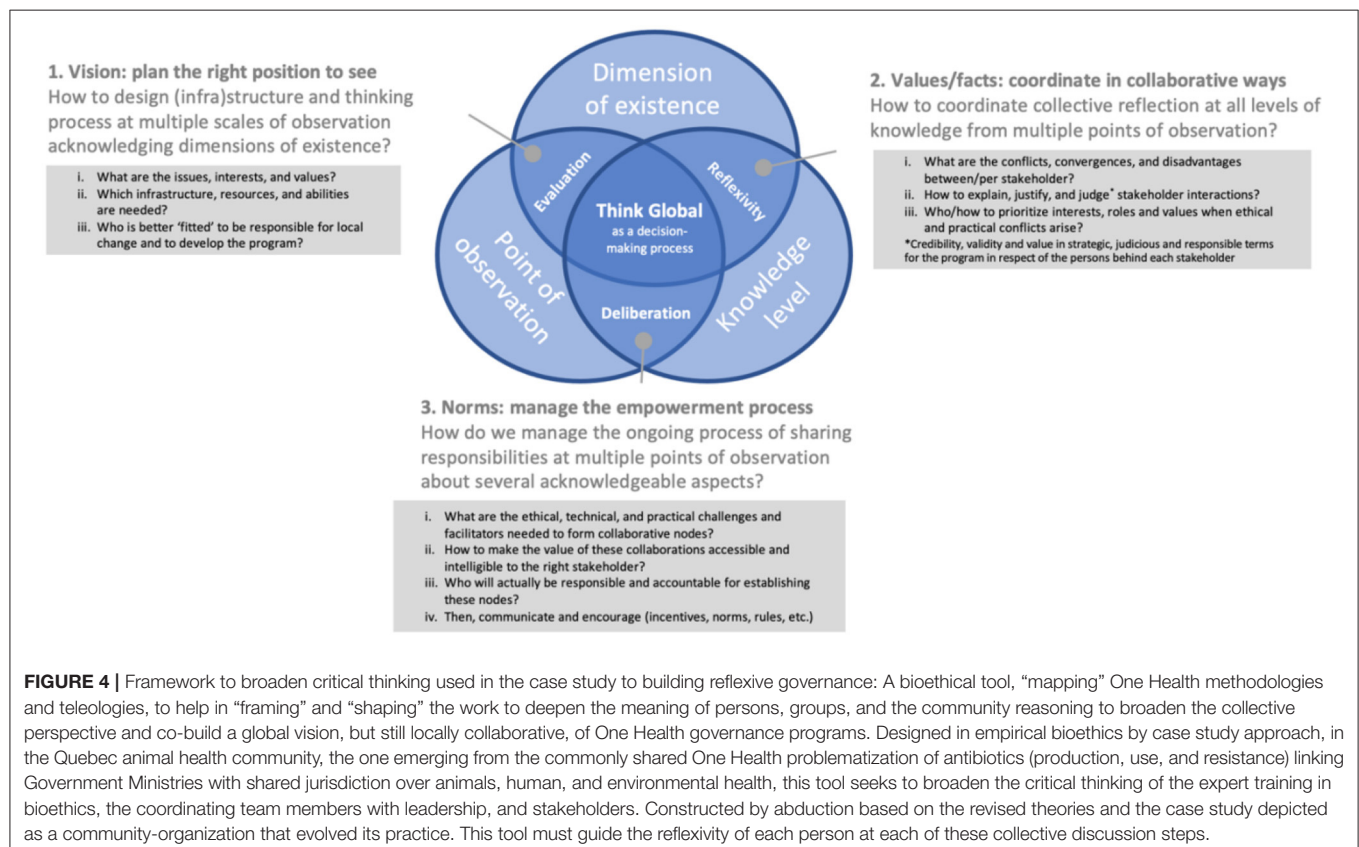 1. Vision: plan the right position to see
How to design (infra)structure and thinking
process at multiple scales of observation
acknowledging dimensions of existence?
i. What are the issues, interests, and values?
ii. Which infrastructure, resources, and abilities
are needed?
iii. Who is better 'fitted' to be responsible for local
change and to develop the program?
Dimension
of existence
Evaluation
Reflexivity
Think Global
as a decision-
making process
Point of
observation
Deliberation
Knowledge
level
2. Values/facts: coordinate in collaborative ways
How to coordinate collective reflection at all levels of
knowledge from multiple points of observation?
i. What are the conflicts, convergences, and disadvantages
between/per stakeholder?
ii. How to explain, justify, and judge* stakeholder interactions?
iii. Who/how to prioritize interests, roles and values when ethical
and practical conflicts arise?
*Credibility, validity and value in strategic, judicious and responsible terms
for the program in respect of the persons behind each stakeholder
3. Norms: manage the empowerment process
How do we manage the ongoing process of sharing
responsibilities at multiple points of observation
about several acknowledgeable aspects?
i. What are the ethical, technical, and practical challenges and
facilitators needed to form collaborative nodes?
ii. How to make the value of these collaborations accessible and
intelligible to the right stakeholder?
iii. Who will actually be responsible and accountable for establishing
these nodes?
iv. Then, communicate and encourage (incentives, norms, rules, etc.)
FIGURE 4 | Framework to broaden critical thinking used in the case study to building reflexive governance: A bioethical tool, “mapping” One Health methodologies
and teleologies, to help in “framing” and “shaping” the work to deepen the meaning of persons, groups, and the community reasoning to broaden the collective
perspective and co-build a global vision, but still locally collaborative, of One Health governance programs. Designed in empirical bioethics by case study approach, in
the Quebec animal health community, the one emerging from the commonly shared One Health problematization of antibiotics (production, use, and resistance) linking
Government Ministries with shared jurisdiction over animals, human, and environmental health, this tool seeks to broaden the critical thinking of the expert training in
bioethics, the coordinating team members with leadership, and stakeholders. Constructed by abduction based on the revised theories and the case study depicted
as a community-organization that evolved its practice. This tool must guide the reflexivity of each person at each of these collective discussion steps.